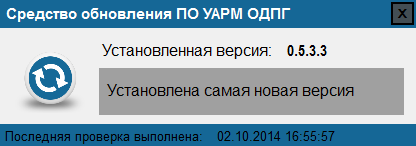 Средство обновления ПО УАРМ ОДПГ X
Установленная версия: 0.5.3.3
Установлена самая новая версия
Последняя проверка выполнена: 02.10.2014 16:55:57